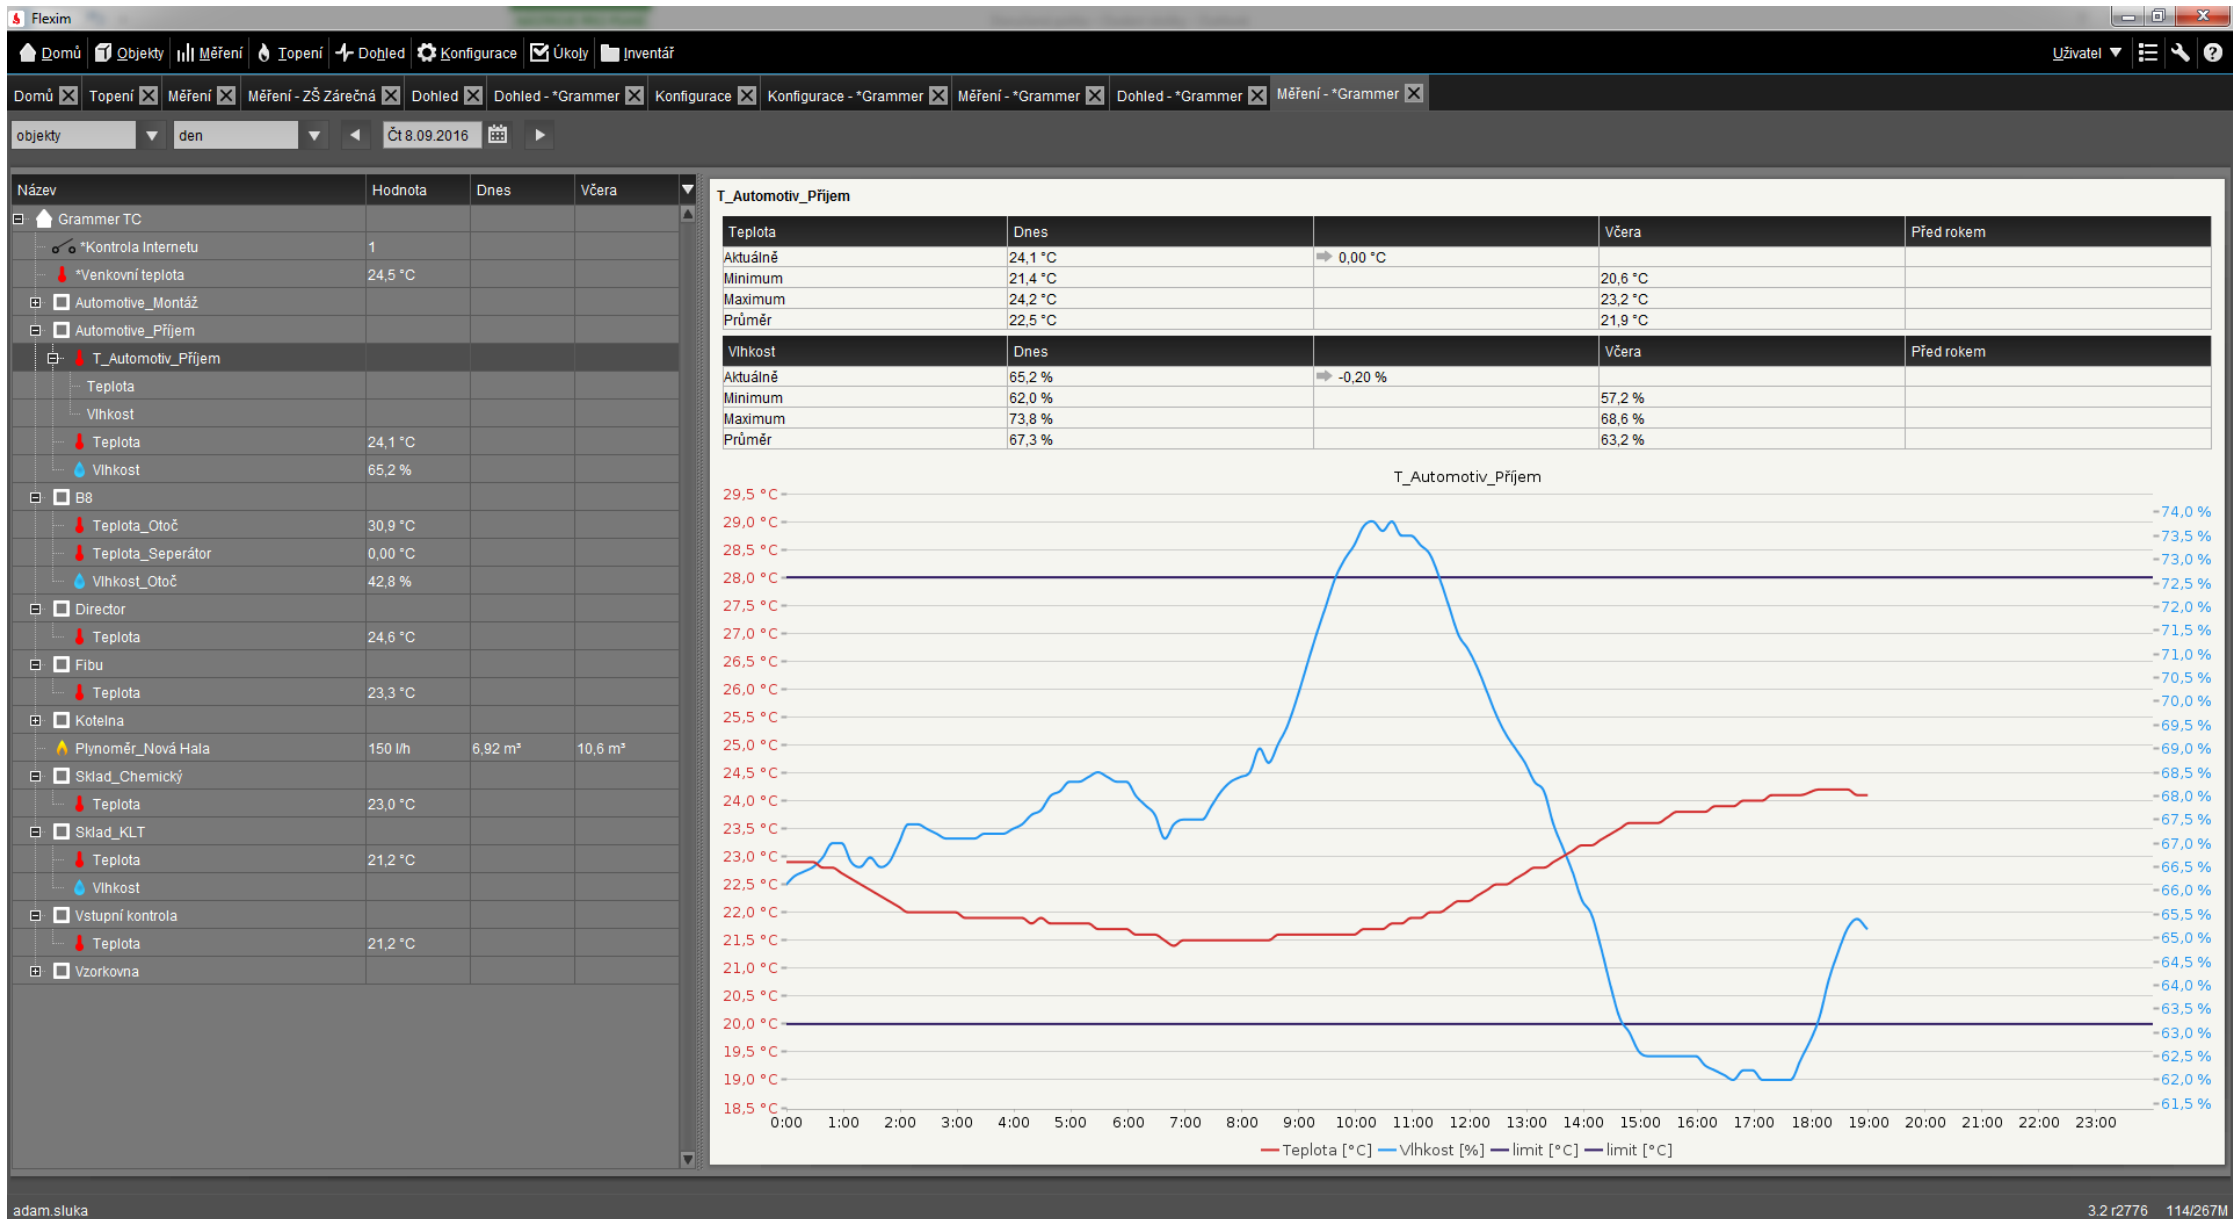 Flexim
Domů Objekty Měření Topení Dohled Konfigurace Úkoly Inventář Uživatel
Domů Topení Měření Měření - ZŠ Zárečná Dohled Dohled - *Grammer Konfigurace Konfigurace - *Grammer Měření - *Grammer Dohled - *Grammer Měření - *Grammer
objekty den Čt 8.09.2016
Název Hodnota Dnes Včera
Grammer TC
*Kontrola Internetu 1
*Venkovní teplota 24,5 °C
Automotive_Montáž
Automotive_Příjem
T_Automotiv_Příjem
Teplota
Vlhkost
Teplota 24,1 °C
Vlhkost 65,2 %
B8
Teplota_Otoč 30,9 °C
Teplota_Seperátor 0,00 °C
Vlhkost_Otoč 42,8 %
Director
Teplota 24,6 °C
Fibu
Teplota 23,3 °C
Kotelna
Plynoměr_Nová Hala 150 l/h 6,92 m³ 10,6 m³
Sklad_Chemický
Teplota 23,0 °C
Sklad_KLT
Teplota 21,2 °C
Vlhkost
Vstupní kontrola
Teplota 21,2 °C
Vzorkovna
T_Automotiv_Příjem
Teplota Dnes Včera Před rokem
Aktuálně 24,1 °C 0,00 °C
Minimum 21,4 °C 20,6 °C
Maximum 24,2 °C 23,2 °C
Průměr 22,5 °C 21,9 °C
Vlhkost Dnes Včera Před rokem
Aktuálně 65,2 % -0,20 %
Minimum 62,0 % 57,2 %
Maximum 73,8 % 68,6 %
Průměr 67,3 % 63,2 %
T_Automotiv_Příjem
29,5 °C
29,0 °C
28,5 °C
28,0 °C
27,5 °C
27,0 °C
26,5 °C
26,0 °C
25,5 °C
25,0 °C
24,5 °C
24,0 °C
23,5 °C
23,0 °C
22,5 °C
22,0 °C
21,5 °C
21,0 °C
20,5 °C
20,0 °C
19,5 °C
19,0 °C
18,5 °C
74,0 %
73,5 %
73,0 %
72,5 %
72,0 %
71,5 %
71,0 %
70,5 %
70,0 %
69,5 %
69,0 %
68,5 %
68,0 %
67,5 %
67,0 %
66,5 %
66,0 %
65,5 %
65,0 %
64,5 %
64,0 %
63,5 %
63,0 %
62,5 %
62,0 %
61,5 %
0:00 1:00 2:00 3:00 4:00 5:00 6:00 7:00 8:00 9:00 10:00 11:00 12:00 13:00 14:00 15:00 16:00 17:00 18:00 19:00 20:00 21:00 22:00 23:00
Teplota [°C] Vlhkost [%] limit [°C] limit [°C]
adam.sluka 3.2 r2776 114/267M